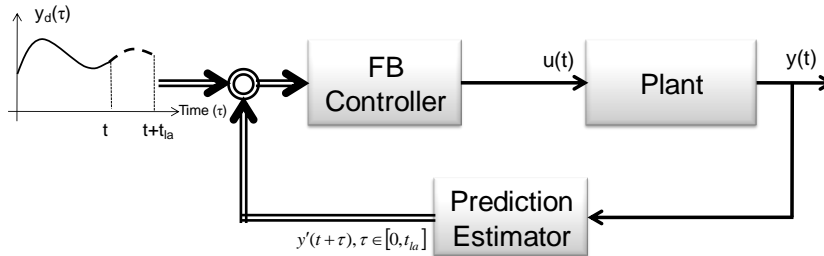 y_d(τ)
Time (τ)
t
t+t_la
FB
Controller
u(t)
Plant
y(t)
Prediction
Estimator
y′(t+τ), τ∈[0,t_la]